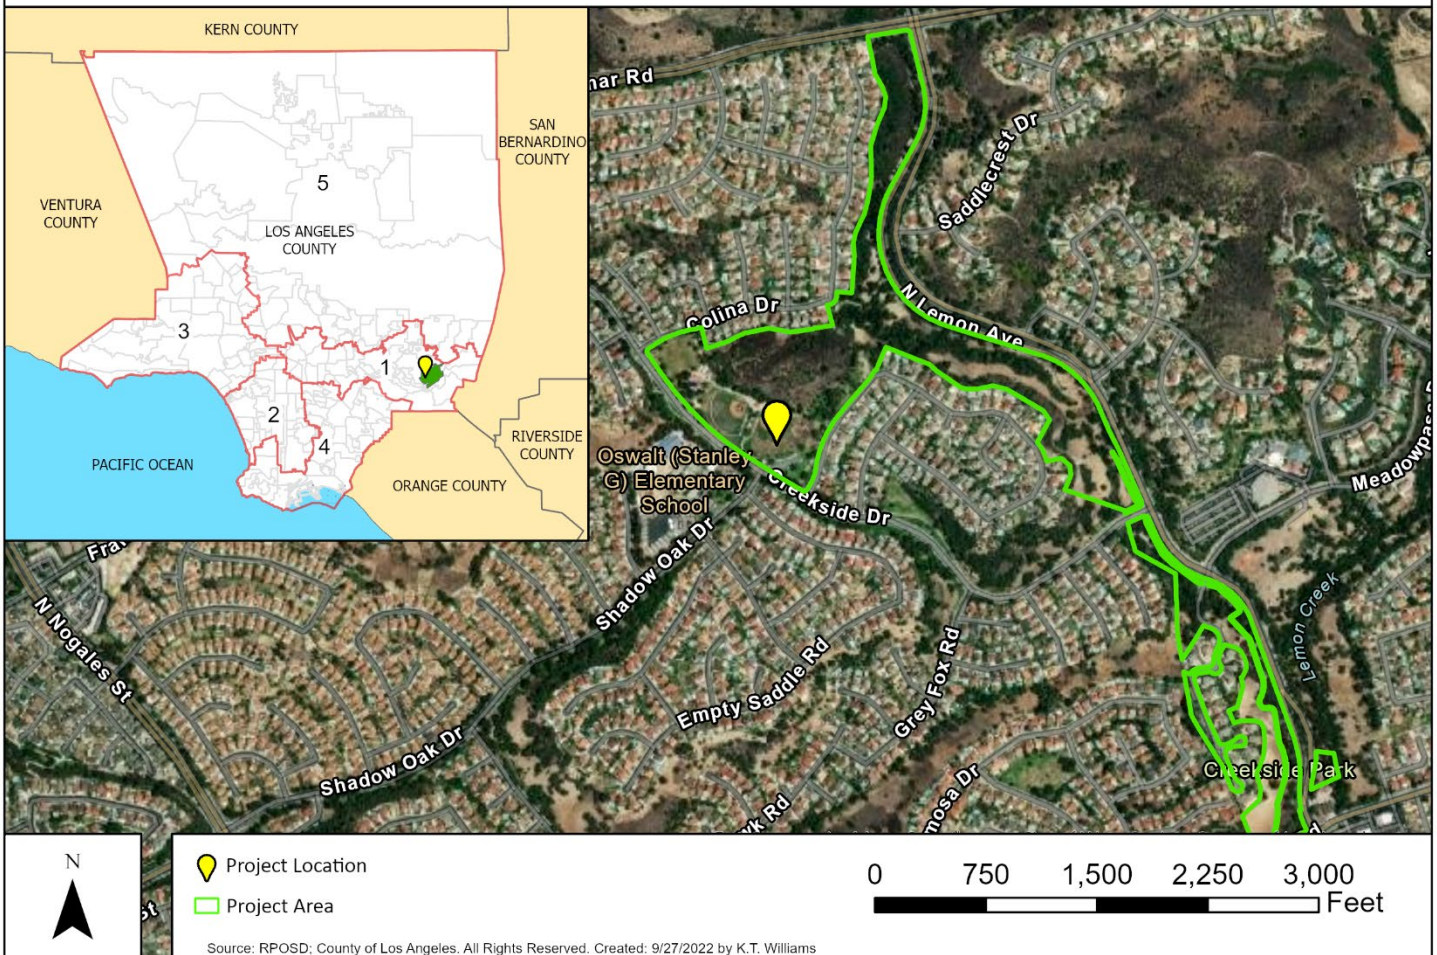 KERN COUNTY
SAN
BERNARDINO
COUNTY
5
VENTURA
COUNTY
LOS ANGELES
COUNTY
3
1
2
4
RIVERSIDE
COUNTY
PACIFIC OCEAN
ORANGE COUNTY
Saddlecrest Dr
Colina Dr
N Lemon Ave
Oswalt (Stanley
G) Elementary
School
Creekside Dr
Shadow Oak Dr
N Nogales St
Lemon Creek
Empty Saddle Rd
Grey Fox Rd
Shadow Oak Dr
Creekside Park
N
Project Location
Project Area
0 750 1,500 2,250 3,000
Feet
Source: RPOSD; County of Los Angeles. All Rights Reserved. Created: 9/27/2022 by K.T. Williams